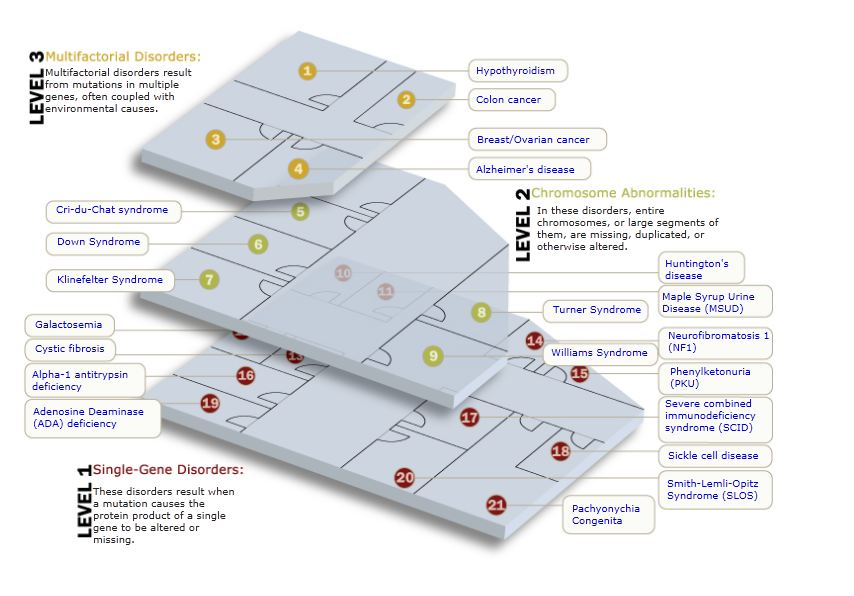 LEVEL 3
Multifactorial Disorders:
Multifactorial disorders result
from mutations in multiple
genes, often coupled with
environmental causes.
1
Hypothyroidism
2
Colon cancer
3
Breast/Ovarian cancer
4
Alzheimer's disease
LEVEL 2
Chromosome Abnormalities:
In these disorders, entire
chromosomes, or large segments of
them, are missing, duplicated, or
otherwise altered.
Cri-du-Chat syndrome
5
Down Syndrome
6
Klinefelter Syndrome
7
8
Turner Syndrome
9
Williams Syndrome
10
Huntington's
disease
11
Maple Syrup Urine
Disease (MSUD)
Galactosemia
Cystic fibrosis
13
14
Neurofibromatosis 1
(NF1)
15
Phenylketonuria
(PKU)
Alpha-1 antitrypsin
deficiency
16
17
Severe combined
immunodeficiency
syndrome (SCID)
18
Sickle cell disease
Adenosine Deaminase
(ADA) deficiency
19
20
Smith-Lemli-Opitz
Syndrome (SLOS)
21
Pachyonychia
Congenita
LEVEL 1
Single-Gene Disorders:
These disorders result when
a mutation causes the
protein product of a single
gene to be altered or
missing.